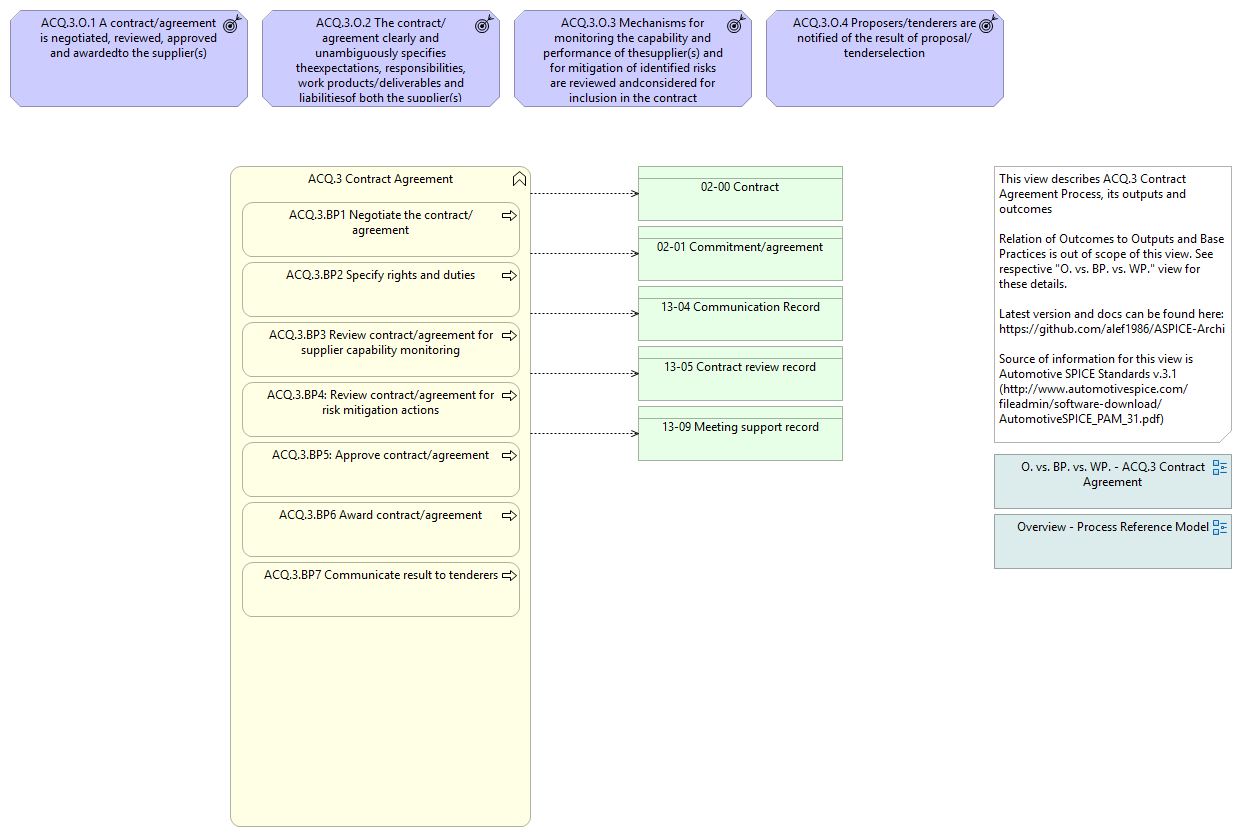 ACQ.3.O.1 A contract/agreement
is negotiated, reviewed, approved
and awardedto the supplier(s)
ACQ.3.O.2 The contract/
agreement clearly and
unambiguously specifies
theexpectations, responsibilities,
work products/deliverables and
liabilitiesof both the supplier(s)
ACQ.3.O.3 Mechanisms for
monitoring the capability and
performance of thesupplier(s) and
for mitigation of identified risks
are reviewed andconsidered for
inclusion in the contract
ACQ.3.O.4 Proposers/tenderers are
notified of the result of proposal/
tenderselection
ACQ.3 Contract Agreement
ACQ.3.BP1 Negotiate the contract/
agreement
ACQ.3.BP2 Specify rights and duties
ACQ.3.BP3 Review contract/agreement for
supplier capability monitoring
ACQ.3.BP4: Review contract/agreement for
risk mitigation actions
ACQ.3.BP5: Approve contract/agreement
ACQ.3.BP6 Award contract/agreement
ACQ.3.BP7 Communicate result to tenderers
02-00 Contract
02-01 Commitment/agreement
13-04 Communication Record
13-05 Contract review record
13-09 Meeting support record
This view describes ACQ.3 Contract
Agreement Process, its outputs and
outcomes
Relation of Outcomes to Outputs and Base
Practices is out of scope of this view. See
respective "O. vs. BP. vs. WP." view for
these details.
Latest version and docs can be found here:
https://github.com/alef1986/ASPICE-Archi
Source of information for this view is
Automotive SPICE Standards v.3.1
(http://www.automotivespice.com/
fileadmin/software-download/
AutomotiveSPICE_PAM_31.pdf)
O. vs. BP. vs. WP. - ACQ.3 Contract
Agreement
Overview - Process Reference Model